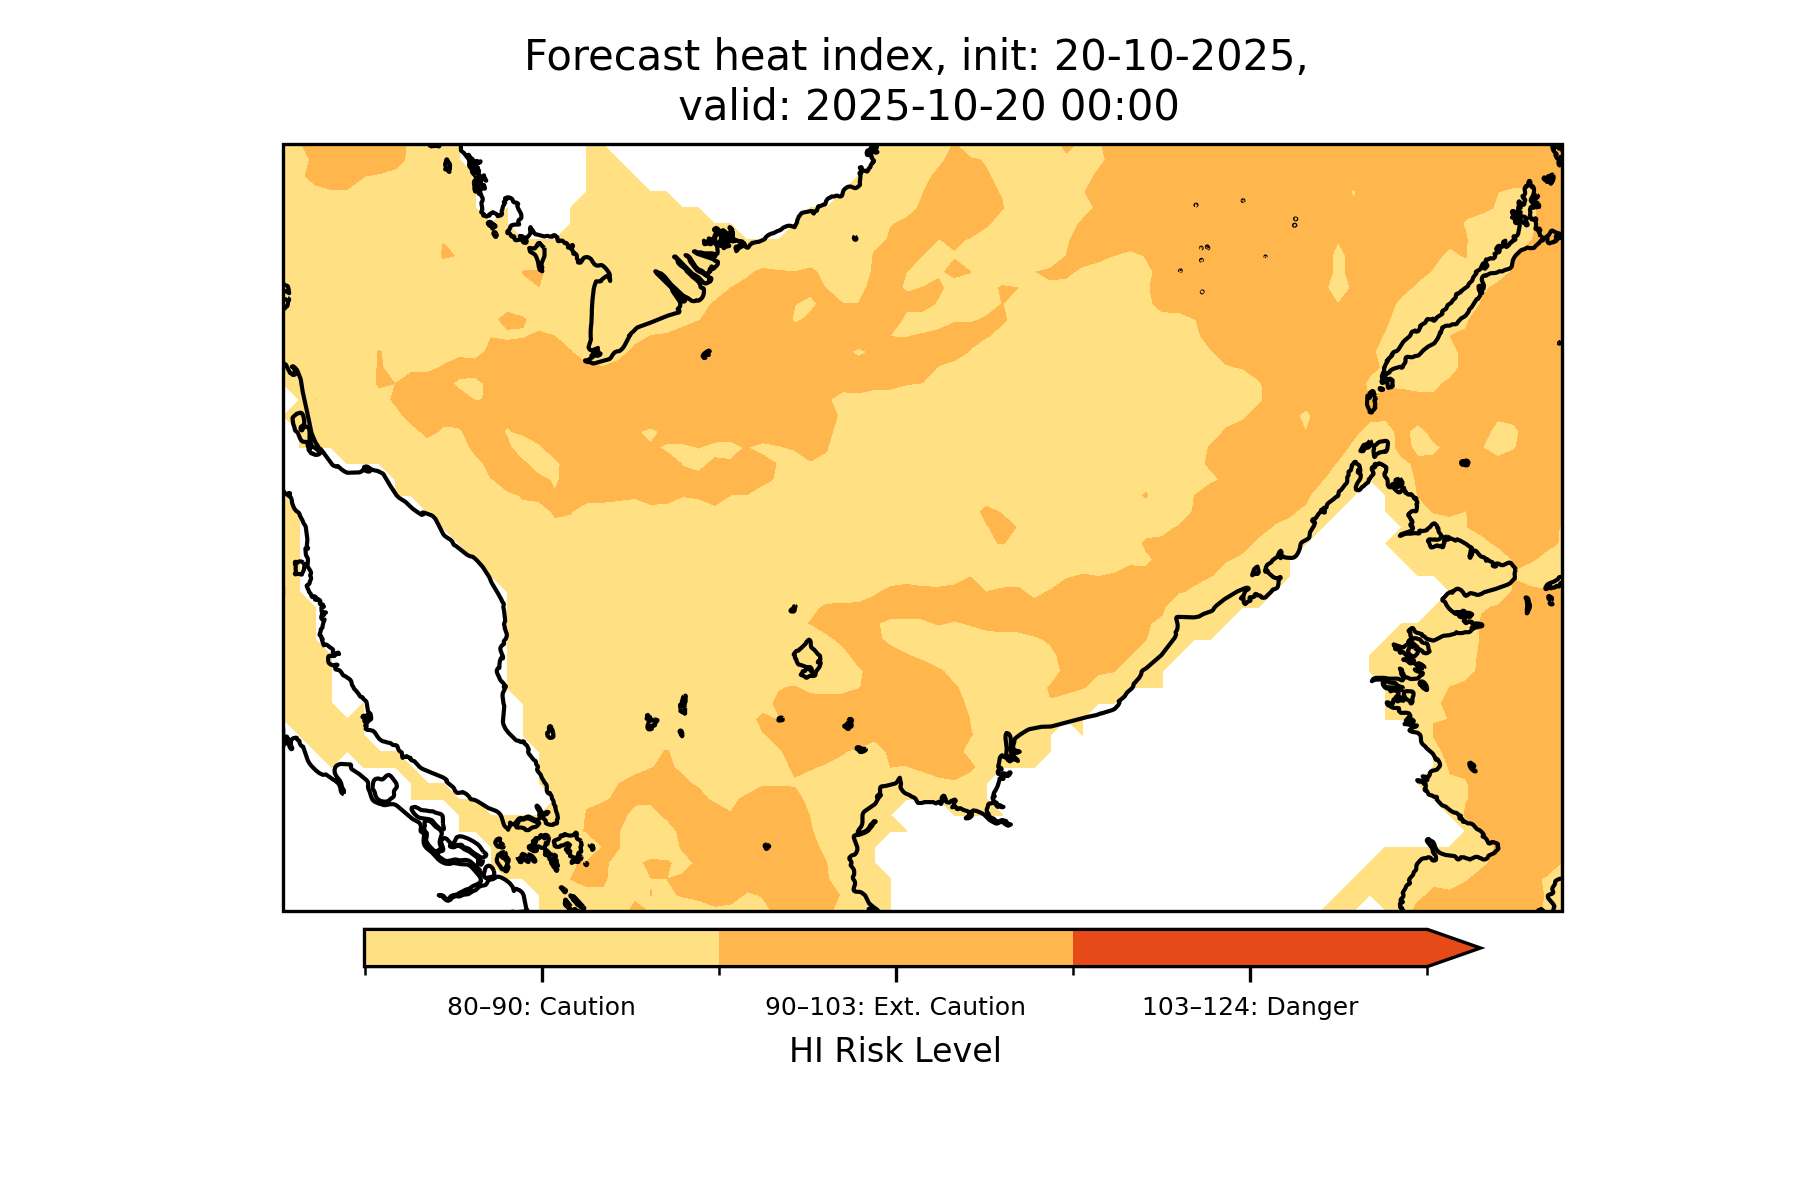 Forecast heat index, init: 20-10-2025,
valid: 2025-10-20 00:00
80–90: Caution
90–103: Ext. Caution
103–124: Danger
HI Risk Level